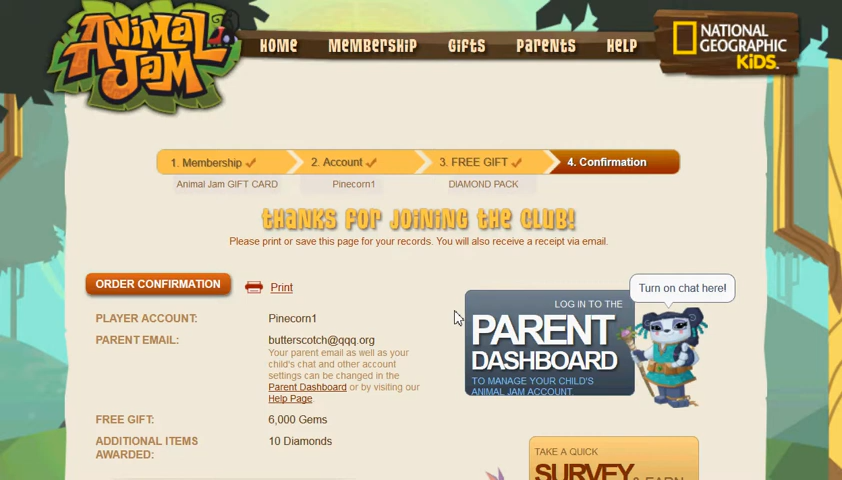 ANIMAL
JAM
HOME MEMBERSHIP GIFTS PARENTS HELP
NATIONAL
GEOGRAPHIC
KiDS.
1. Membership 2. Account 3. FREE GIFT 4. Confirmation
Animal Jam GIFT CARD Pinecorn1 DIAMOND PACK
THANKS FOR JOINING THE CLUB!
Please print or save this page for your records. You will also receive a receipt via email.
ORDER CONFIRMATION Print
PLAYER ACCOUNT: Pinecorn1
PARENT EMAIL: butterscotch@qqq.org
Your parent email as well as your
child's chat and other account
settings can be changed in the
Parent Dashboard or by visiting our
Help Page.
FREE GIFT: 6,000 Gems
ADDITIONAL ITEMS
AWARDED: 10 Diamonds
Turn on chat here!
LOG IN TO THE
PARENT
DASHBOARD
TO MANAGE YOUR CHILD'S
ANIMAL JAM ACCOUNT.
TAKE A QUICK
SURVEY & EARN